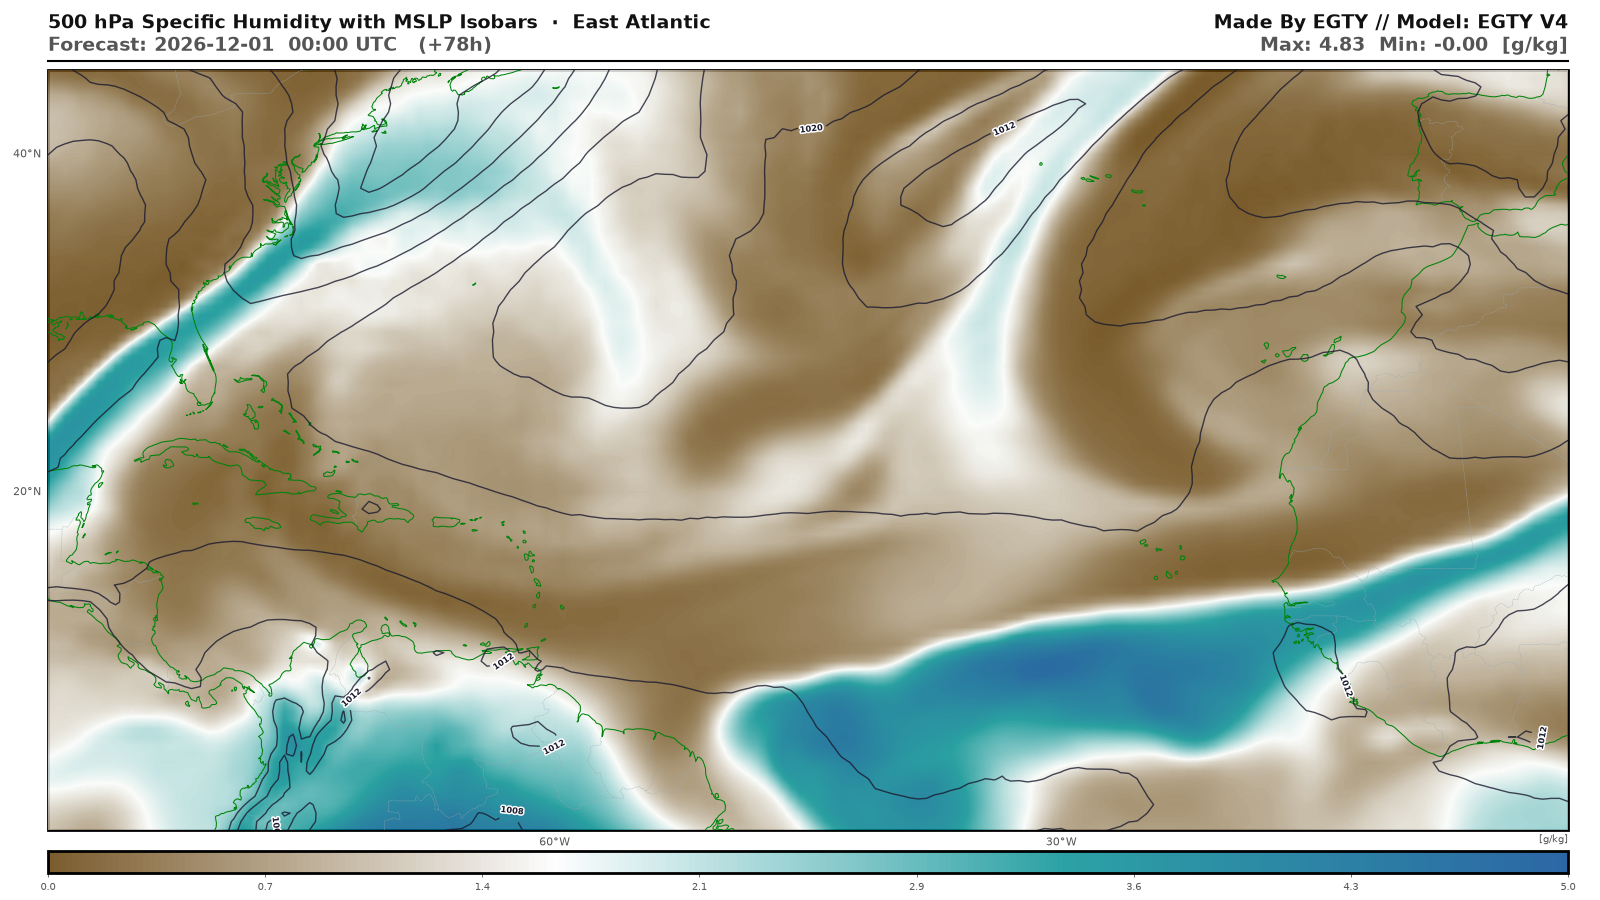 500 hPa Specific Humidity with MSLP Isobars · East Atlantic
Made By EGTY // Model: EGTY V4
Forecast: 2026-12-01 00:00 UTC (+78h)
Max: 4.83 Min: -0.00 [g/kg]
1020
1012
40°N
20°N
1012
1012
1012
1012
1012
1008
60°W
30°W
[g/kg]
0.0
0.7
1.4
2.1
2.9
3.6
4.3
5.0